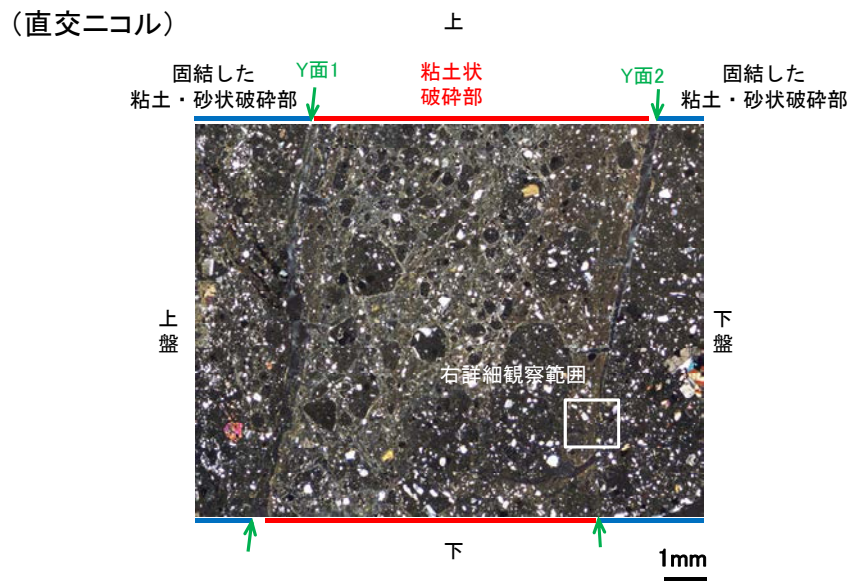 （直交ニコル）
上
固結した
粘土・砂状破砕部
Y面1
粘土状
破砕部
Y面2
固結した
粘土・砂状破砕部
上
盤
下
盤
右詳細観察範囲
下
1mm